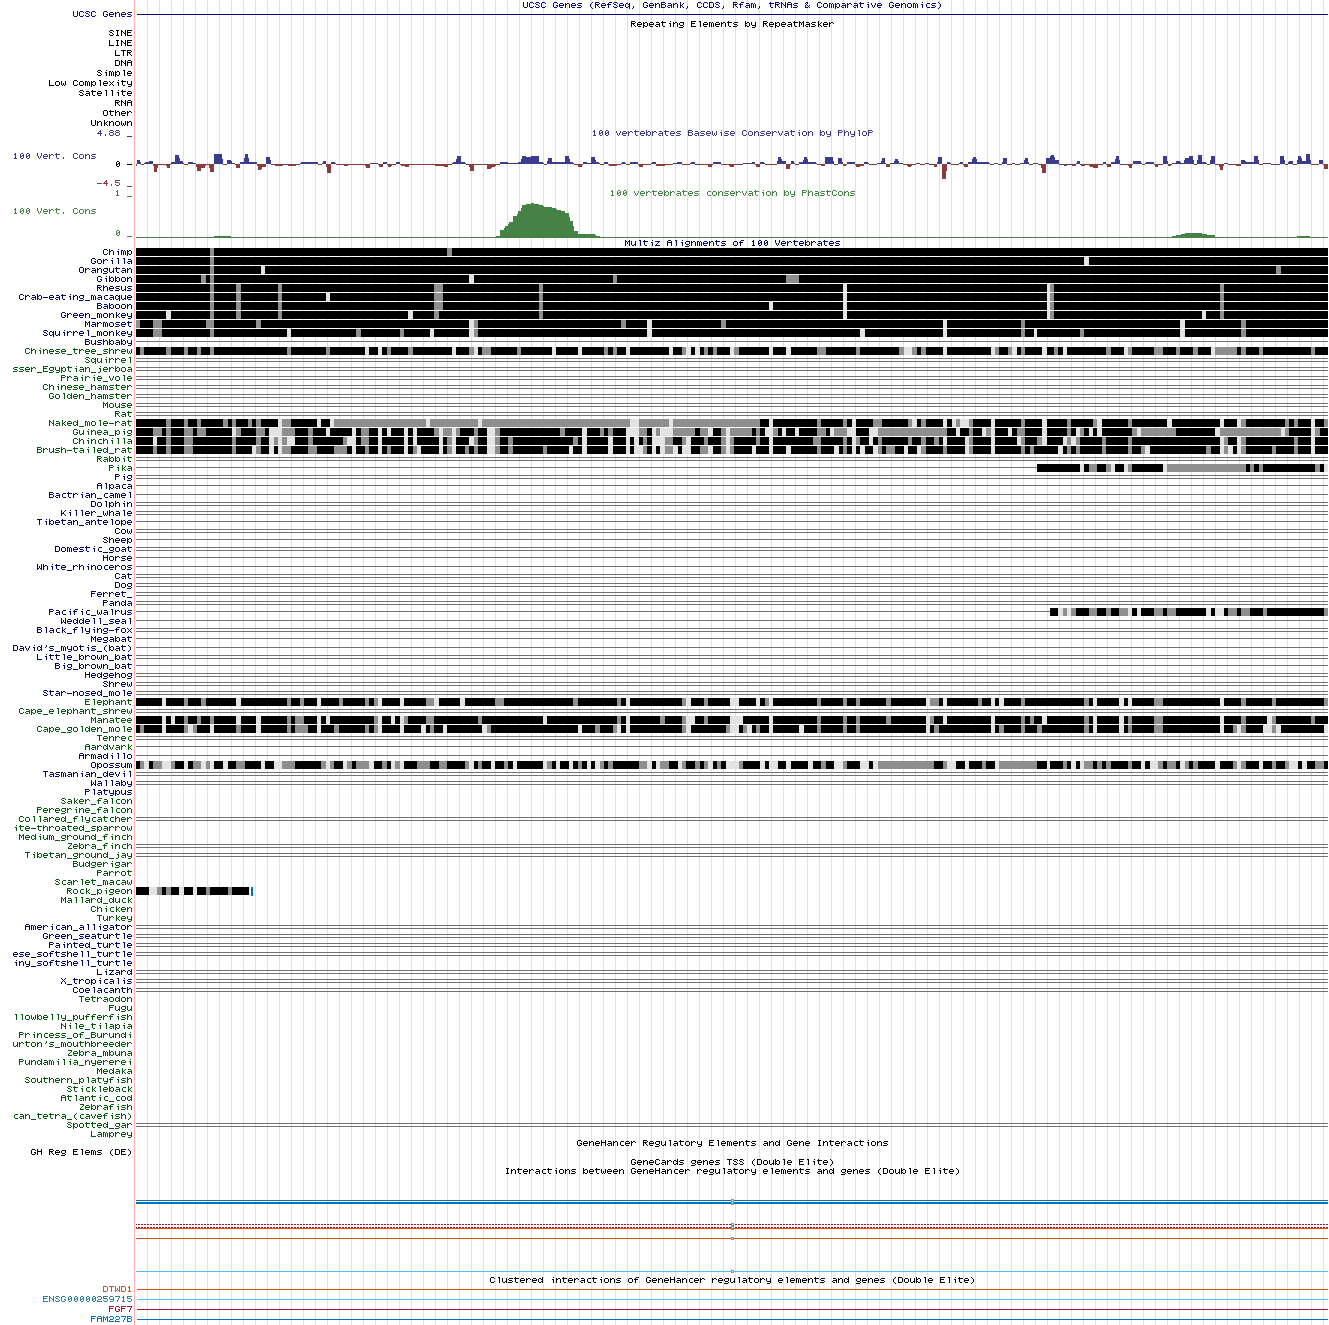 UCSC Genes (RefSeq, GenBank, CCDS, Rfam, tRNAs & Comparative Genomics)
UCSC Genes
Repeating Elements by RepeatMasker
SINE
LINE
LTR
DNA
Simple
Low Complexity
Satellite
RNA
Other
Unknown
100 vertebrates Basewise Conservation by PhyloP
4.88 _
100 Vert. Cons
0 -
-4.5 _
100 vertebrates conservation by PhastCons
1 _
100 Vert. Cons
0 _
Multiz Alignments of 100 Vertebrates
Chimp
Gorilla
Orangutan
Gibbon
Rhesus
Crab-eating_macaque
Baboon
Green_monkey
Marmoset
Squirrel_monkey
Bushbaby
Chinese_tree_shrew
Squirrel
sser_Egyptian_jerboa
Prairie_vole
Chinese_hamster
Golden_hamster
Mouse
Rat
Naked_mole-rat
Guinea_pig
Chinchilla
Brush-tailed_rat
Rabbit
Pika
Pig
Alpaca
Bactrian_camel
Dolphin
Killer_whale
Tibetan_antelope
Cow
Sheep
Domestic_goat
Horse
White_rhinoceros
Cat
Dog
Ferret_
Panda
Pacific_walrus
Weddell_seal
Black_flying-fox
Megabat
David's_myotis_(bat)
Little_brown_bat
Big_brown_bat
Hedgehog
Shrew
Star-nosed_mole
Elephant
Cape_elephant_shrew
Manatee
Cape_golden_mole
Tenrec
Aardvark
Armadillo
Opossum
Tasmanian_devil
Wallaby
Platypus
Saker_falcon
Peregrine_falcon
Collared_flycatcher
ite-throated_sparrow
Medium_ground_finch
Zebra_finch
Tibetan_ground_jay
Budgerigar
Parrot
Scarlet_macaw
Rock_pigeon
Mallard_duck
Chicken
Turkey
American_alligator
Green_seaturtle
Painted_turtle
ese_softshell_turtle
iny_softshell_turtle
Lizard
X_tropicalis
Coelacanth
Tetraodon
Fugu
llowbelly_pufferfish
Nile_tilapia
Princess_of_Burundi
urton's_mouthbreeder
Zebra_mbuna
Pundamilia_nyererei
Medaka
Southern_platyfish
Stickleback
Atlantic_cod
Zebrafish
can_tetra_(cavefish)
Spotted_gar
Lamprey
GeneHancer Regulatory Elements and Gene Interactions
GH Reg Elems (DE)
GeneCards genes TSS (Double Elite)
Interactions between GeneHancer regulatory elements and genes (Double Elite)
Clustered interactions of GeneHancer regulatory elements and genes (Double Elite)
DTWD1
ENSG00000259715
FGF7
FAM227B